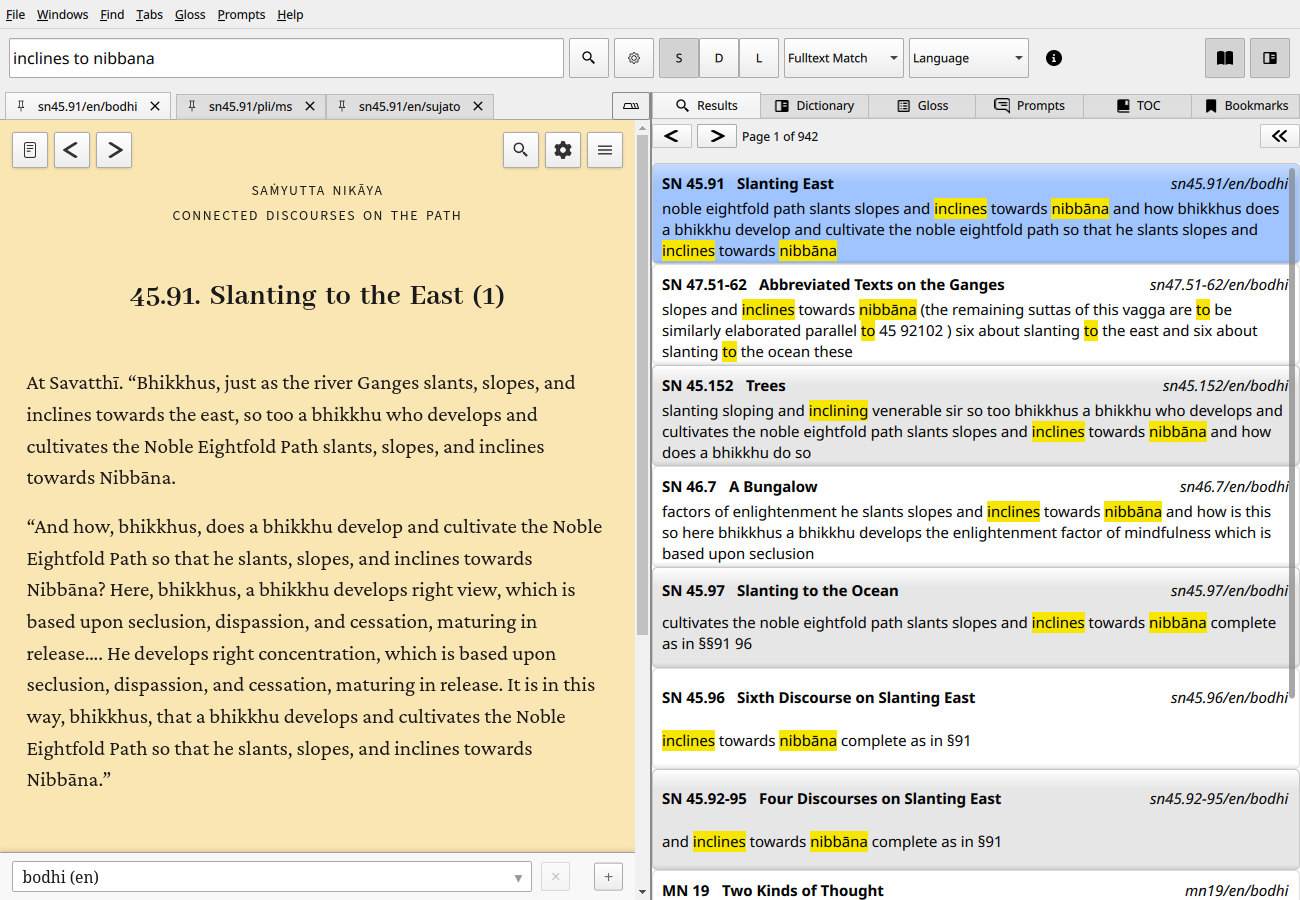 File Windows Find Tabs Gloss Prompts Help
inclines to nibbana
S D L Fulltext Match Language
sn45.91/en/bodhi sn45.91/pli/ms sn45.91/en/sujato
SAṀYUTTA NIKĀYA
CONNECTED DISCOURSES ON THE PATH
45.91. Slanting to the East (1)
At Savatthī. “Bhikkhus, just as the river Ganges slants, slopes, and
inclines towards the east, so too a bhikkhu who develops and
cultivates the Noble Eightfold Path slants, slopes, and inclines
towards Nibbāna.
“And how, bhikkhus, does a bhikkhu develop and cultivate the Noble
Eightfold Path so that he slants, slopes, and inclines towards
Nibbāna? Here, bhikkhus, a bhikkhu develops right view, which is
based upon seclusion, dispassion, and cessation, maturing in
release.... He develops right concentration, which is based upon
seclusion, dispassion, and cessation, maturing in release. It is in this
way, bhikkhus, that a bhikkhu develops and cultivates the Noble
Eightfold Path so that he slants, slopes, and inclines towards
Nibbāna.”
bodhi (en)
Results Dictionary Gloss Prompts TOC Bookmarks
Page 1 of 942
SN 45.91 Slanting East sn45.91/en/bodhi
noble eightfold path slants slopes and inclines towards nibbāna and how bhikkhus does
a bhikkhu develop and cultivate the noble eightfold path so that he slants slopes and
inclines towards nibbāna
SN 47.51-62 Abbreviated Texts on the Ganges sn47.51-62/en/bodhi
slopes and inclines towards nibbāna (the remaining suttas of this vagga are to be
similarly elaborated parallel to 45 92102 ) six about slanting to the east and six about
slanting to the ocean these
SN 45.152 Trees sn45.152/en/bodhi
slanting sloping and inclining venerable sir so too bhikkhus a bhikkhu who develops and
cultivates the noble eightfold path slants slopes and inclines towards nibbāna and how
does a bhikkhu do so
SN 46.7 A Bungalow sn46.7/en/bodhi
factors of enlightenment he slants slopes and inclines towards nibbāna and how is this
so here bhikkhus a bhikkhu develops the enlightenment factor of mindfulness which is
based upon seclusion
SN 45.97 Slanting to the Ocean sn45.97/en/bodhi
cultivates the noble eightfold path slants slopes and inclines towards nibbāna complete
as in §§91 96
SN 45.96 Sixth Discourse on Slanting East sn45.96/en/bodhi
inclines towards nibbāna complete as in §91
SN 45.92-95 Four Discourses on Slanting East sn45.92-95/en/bodhi
and inclines towards nibbāna complete as in §91
MN 19 Two Kinds of Thought mn19/en/bodhi